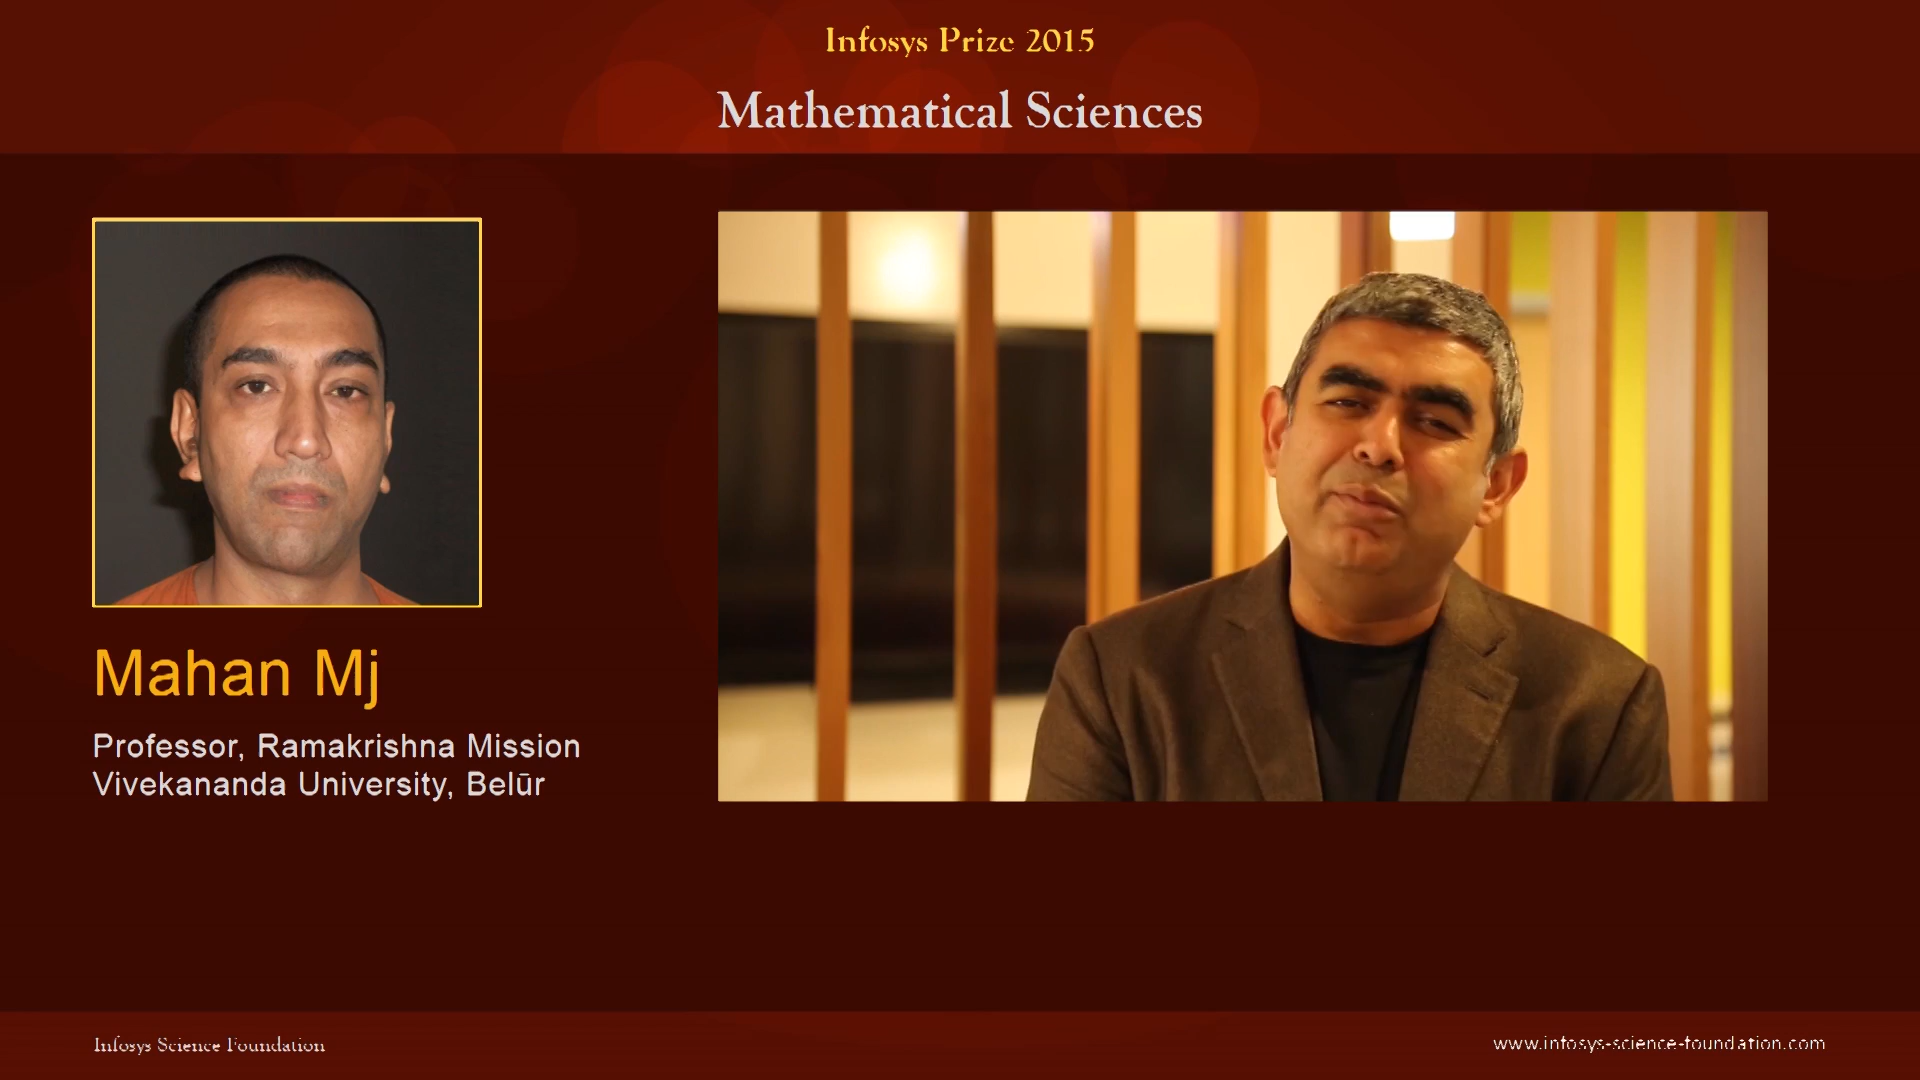 Infosys Prize 2015
Mathematical Sciences
Mahan Mj
Professor, Ramakrishna Mission
Vivekananda University, Belūr
Infosys Science Foundation
www.infosys-science-foundation.com